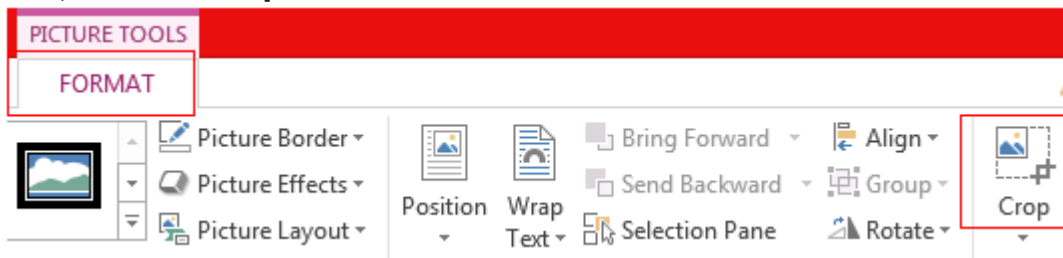 PICTURE TOOLS
FORMAT
Picture Border
Picture Effects
Picture Layout
Position
Wrap
Text
Bring Forward
Send Backward
Selection Pane
Align
Group
Rotate
Crop